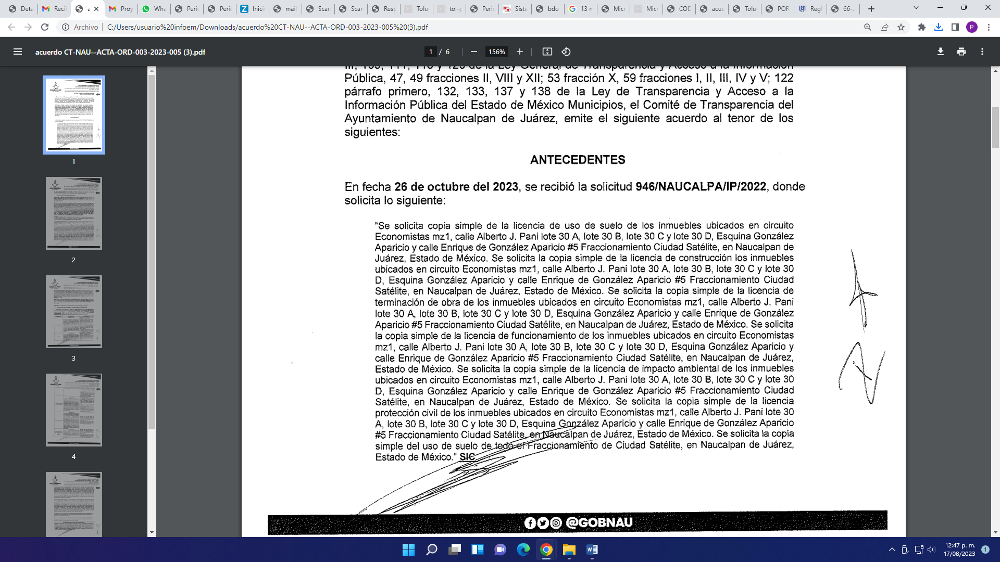 Deta
Recil
a
Proy
Wha
Peric
Peric
Inici
mail
Scar
Scar
Resp
Tolu
tol-p
Peric
Siste
bdo
13 n
Micr
Micr
COD
acue
Tolu
POR
Regl
66-.-
Archivo
C:/Users/usuario%20infoem/Downloads/acuerdo%20CT-NAU--ACTA-ORD-003-2023-005%20(3).pdf
P
acuerdo CT-NAU--ACTA-ORD-003-2023-005 (3).pdf
1 / 6
156%
1
2
3
4
III, 103, 111, 116 y 120 de la Ley General de Transparencia y Acceso a la Información
Pública, 47, 49 fracciones II, VIII y XII; 53 fracción X, 59 fracciones I, II, III, IV y V; 122
párrafo primero, 132, 133, 137 y 138 de la Ley de Transparencia y Acceso a la
Información Pública del Estado de México Municipios, el Comité de Transparencia del
Ayuntamiento de Naucalpan de Juárez, emite el siguiente acuerdo al tenor de los
siguientes:
ANTECEDENTES
En fecha 26 de octubre del 2023, se recibió la solicitud 946/NAUCALPA/IP/2022, donde
solicita lo siguiente:
“Se solicita copia simple de la licencia de uso de suelo de los inmuebles ubicados en circuito
Economistas mz1, calle Alberto J. Pani lote 30 A, lote 30 B, lote 30 C y lote 30 D, Esquina González
Aparicio y calle Enrique de González Aparicio #5 Fraccionamiento Ciudad Satélite, en Naucalpan de
Juárez, Estado de México. Se solicita la copia simple de la licencia de construcción los inmuebles
ubicados en circuito Economistas mz1, calle Alberto J. Pani lote 30 A, lote 30 B, lote 30 C y lote 30
D, Esquina González Aparicio y calle Enrique de González Aparicio #5 Fraccionamiento Ciudad
Satélite, en Naucalpan de Juárez, Estado de México. Se solicita la copia simple de la licencia de
terminación de obra de los inmuebles ubicados en circuito Economistas mz1, calle Alberto J. Pani
lote 30 A, lote 30 B, lote 30 C y lote 30 D, Esquina González Aparicio y calle Enrique de González
Aparicio #5 Fraccionamiento Ciudad Satélite, en Naucalpan de Juárez, Estado de México. Se solicita
la copia simple de la licencia de funcionamiento de los inmuebles ubicados en circuito Economistas
mz1, calle Alberto J. Pani lote 30 A, lote 30 B, lote 30 C y lote 30 D, Esquina González Aparicio y
calle Enrique de González Aparicio #5 Fraccionamiento Ciudad Satélite, en Naucalpan de Juárez,
Estado de México. Se solicita la copia simple de la licencia de impacto ambiental de los inmuebles
ubicados en circuito Economistas mz1, calle Alberto J. Pani lote 30 A, lote 30 B, lote 30 C y lote 30
D, Esquina González Aparicio y calle Enrique de González Aparicio #5 Fraccionamiento Ciudad
Satélite, en Naucalpan de Juárez, Estado de México. Se solicita la copia simple de la licencia
protección civil de los inmuebles ubicados en circuito Economistas mz1, calle Alberto J. Pani lote 30
A, lote 30 B, lote 30 C y lote 30 D, Esquina González Aparicio y calle Enrique de González Aparicio
#5 Fraccionamiento Ciudad Satélite, en Naucalpan de Juárez, Estado de México. Se solicita la copia
simple del uso de suelo de todo el Fraccionamiento de Ciudad Satélite, en Naucalpan de Juárez,
Estado de México.” SIC
@GOBNAU
12:47 p. m.
17/08/2023
1